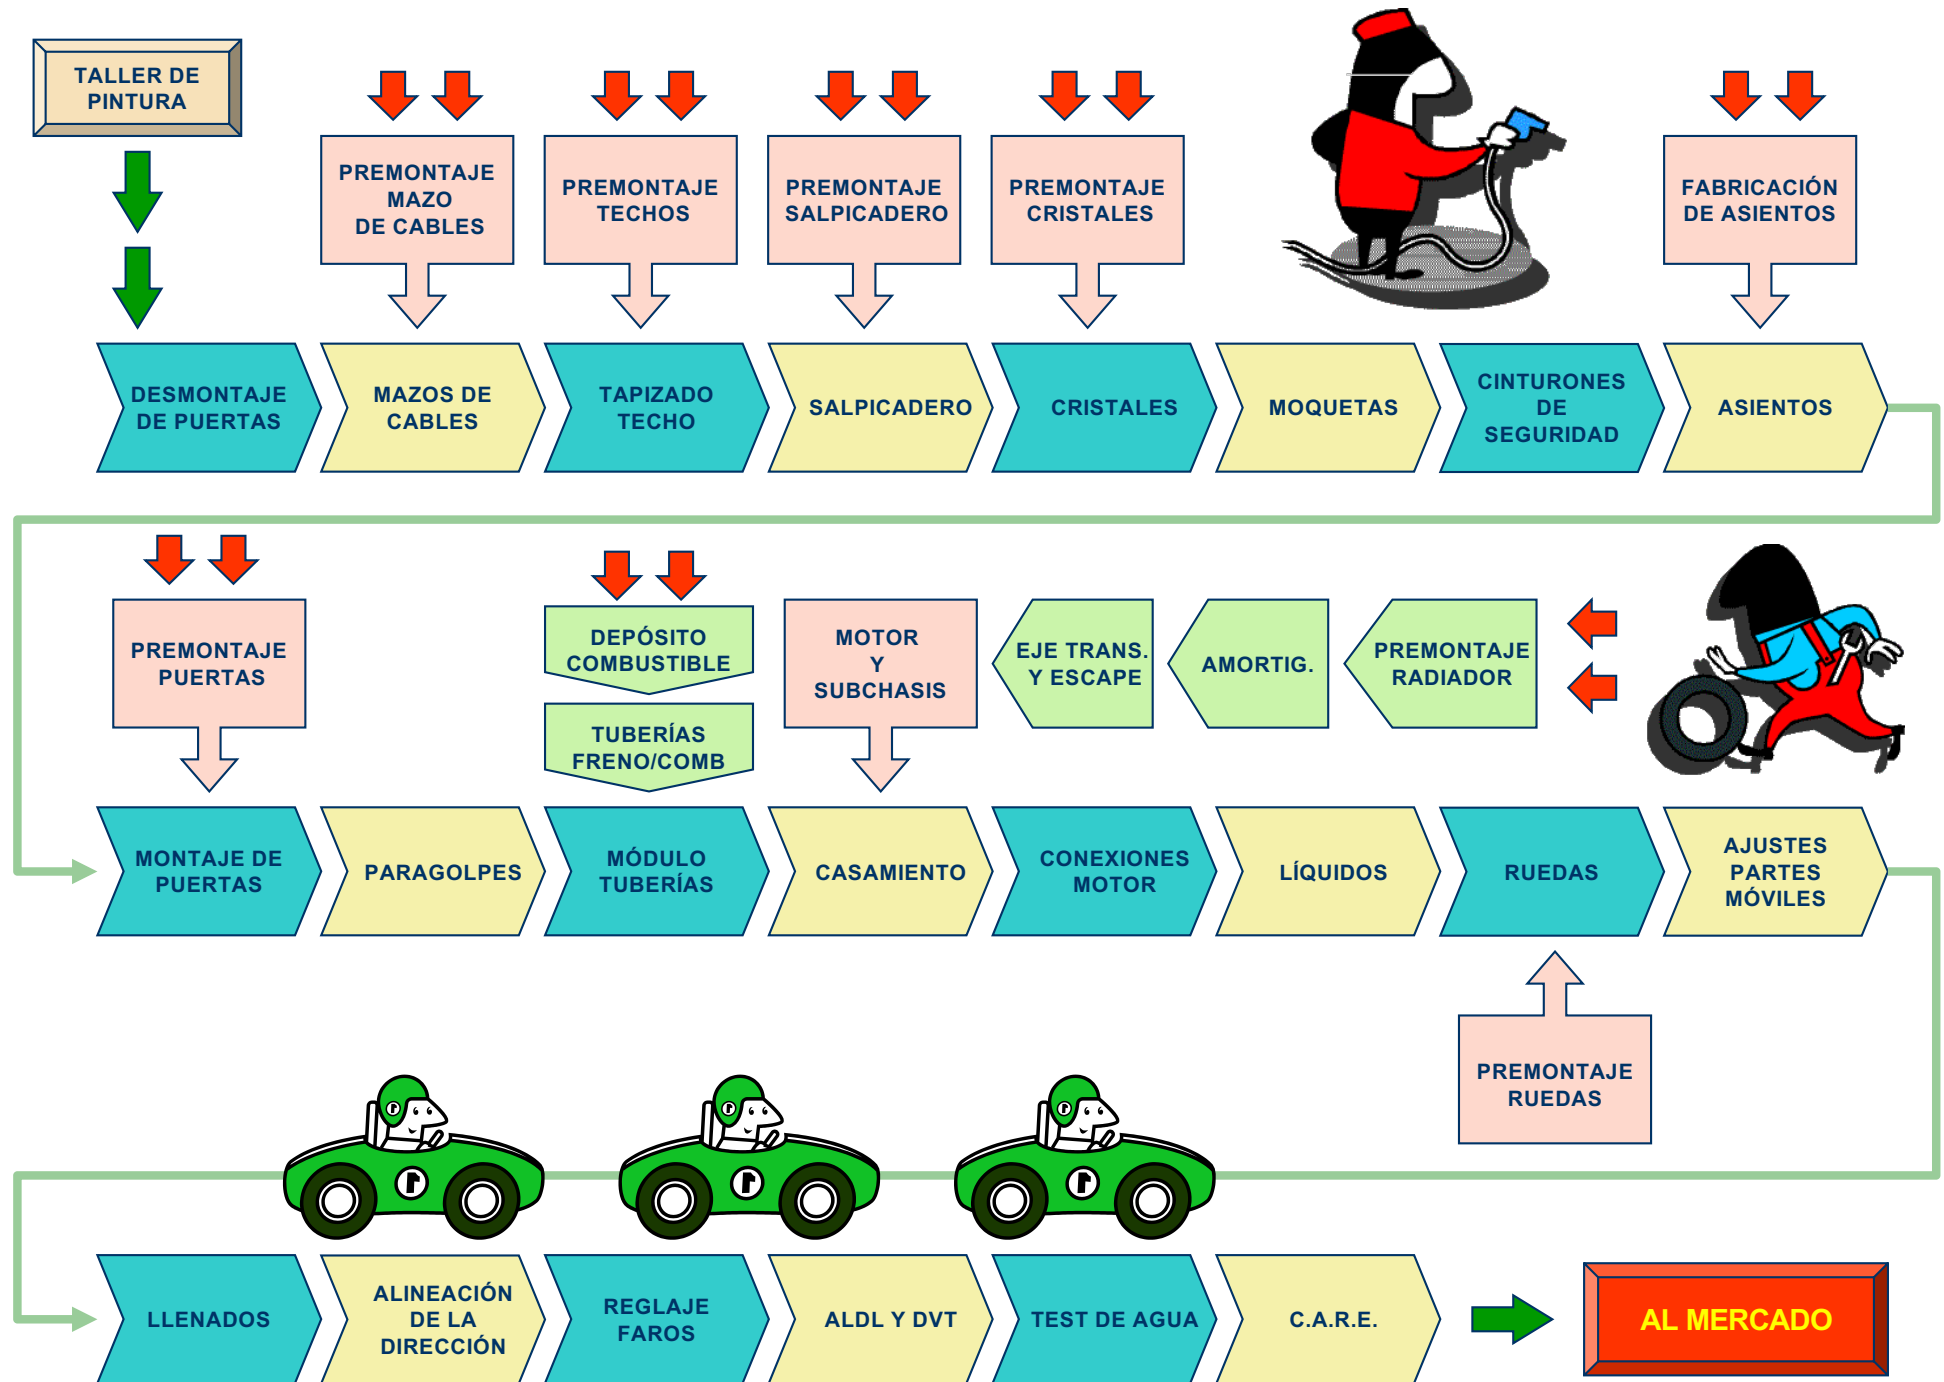 TALLER DE
PINTURA
PREMONTAJE
MAZO
DE CABLES
PREMONTAJE
TECHOS
PREMONTAJE
SALPICADERO
PREMONTAJE
CRISTALES
FABRICACIÓN
DE ASIENTOS
DESMONTAJE
DE PUERTAS
MAZOS DE
CABLES
TAPIZADO
TECHO
SALPICADERO
CRISTALES
MOQUETAS
CINTURONES
DE
SEGURIDAD
ASIENTOS
PREMONTAJE
PUERTAS
DEPÓSITO
COMBUSTIBLE
TUBERÍAS
FRENO/COMB
MOTOR
Y
SUBCHASIS
EJE TRANS.
Y ESCAPE
AMORTIG.
PREMONTAJE
RADIADOR
MONTAJE DE
PUERTAS
PARAGOLPES
MÓDULO
TUBERÍAS
CASAMIENTO
CONEXIONES
MOTOR
LÍQUIDOS
RUEDAS
AJUSTES
PARTES
MÓVILES
PREMONTAJE
RUEDAS
LLENADOS
ALINEACIÓN
DE LA
DIRECCIÓN
REGLAJE
FAROS
ALDL Y DVT
TEST DE AGUA
C.A.R.E.
AL MERCADO